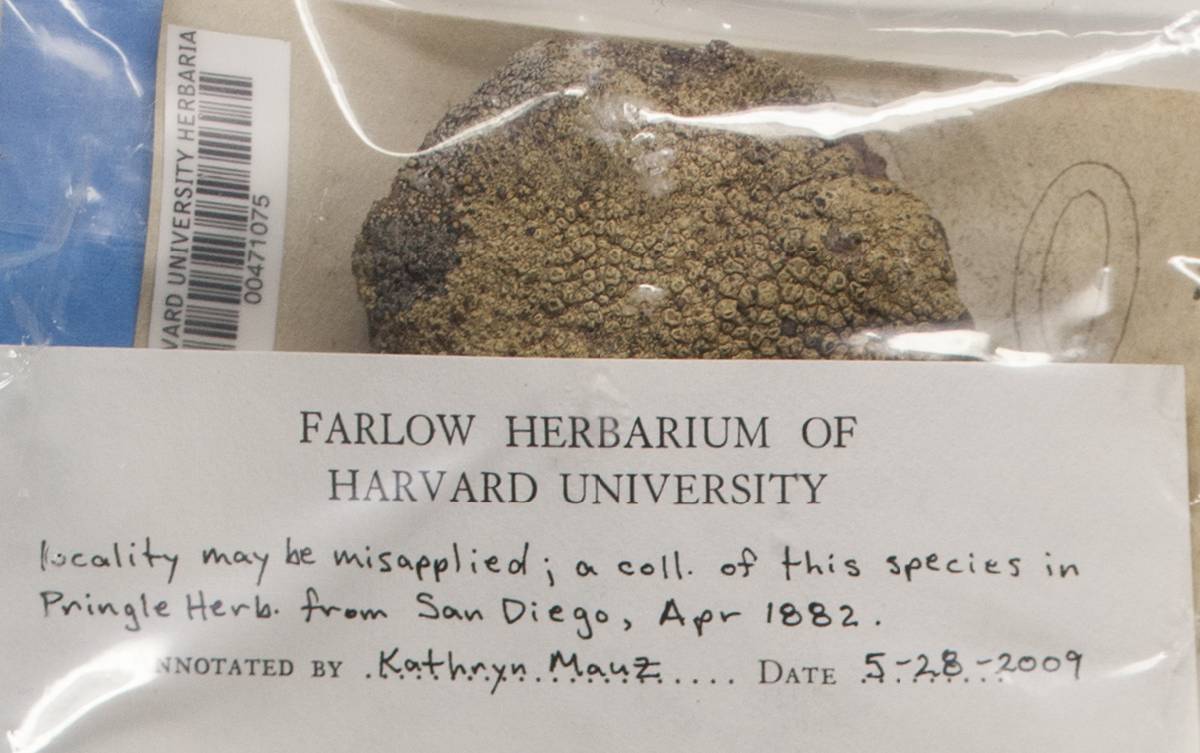 VARD UNIVERSITY HERBARIA
00471075
FARLOW HERBARIUM OF
HARVARD UNIVERSITY
locality may be misapplied; a coll. of this species in
Pringle Herb. from San Diego, Apr 1882.
NNOTATED BY Kathryn Mauz DATE 5-28-2009